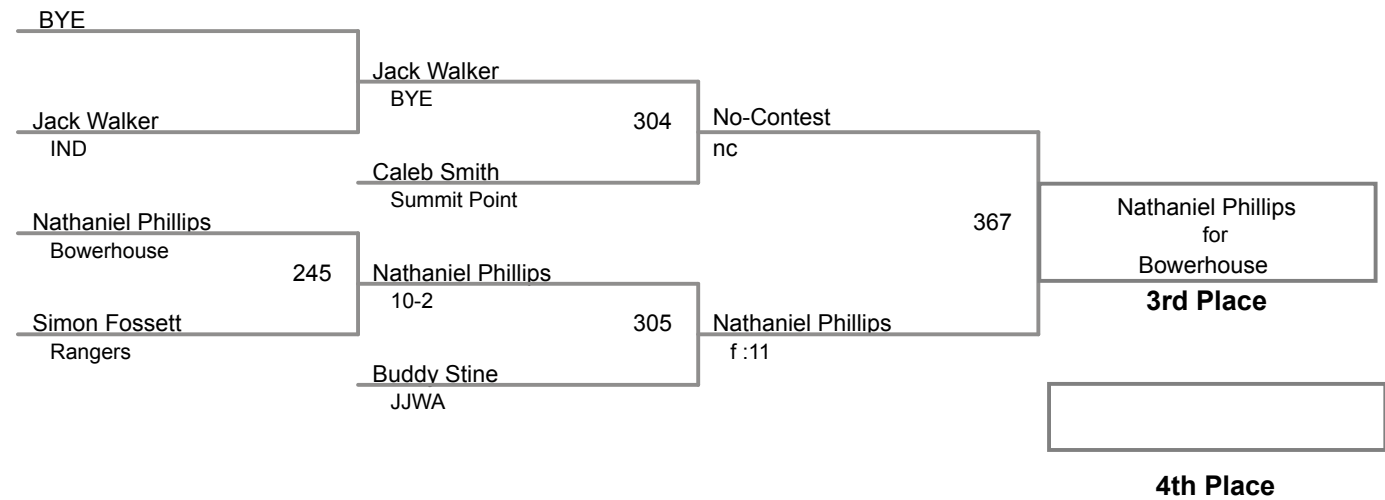 BYE
Jack Walker
BYE
Jack Walker
IND
304
No-Contest
nc
Caleb Smith
Summit Point
Nathaniel Phillips
Bowerhouse
367
Nathaniel Phillips
for
Bowerhouse
3rd Place
245
Nathaniel Phillips
10-2
Simon Fossett
Rangers
305
Nathaniel Phillips
f :11
Buddy Stine
JJWA
4th Place